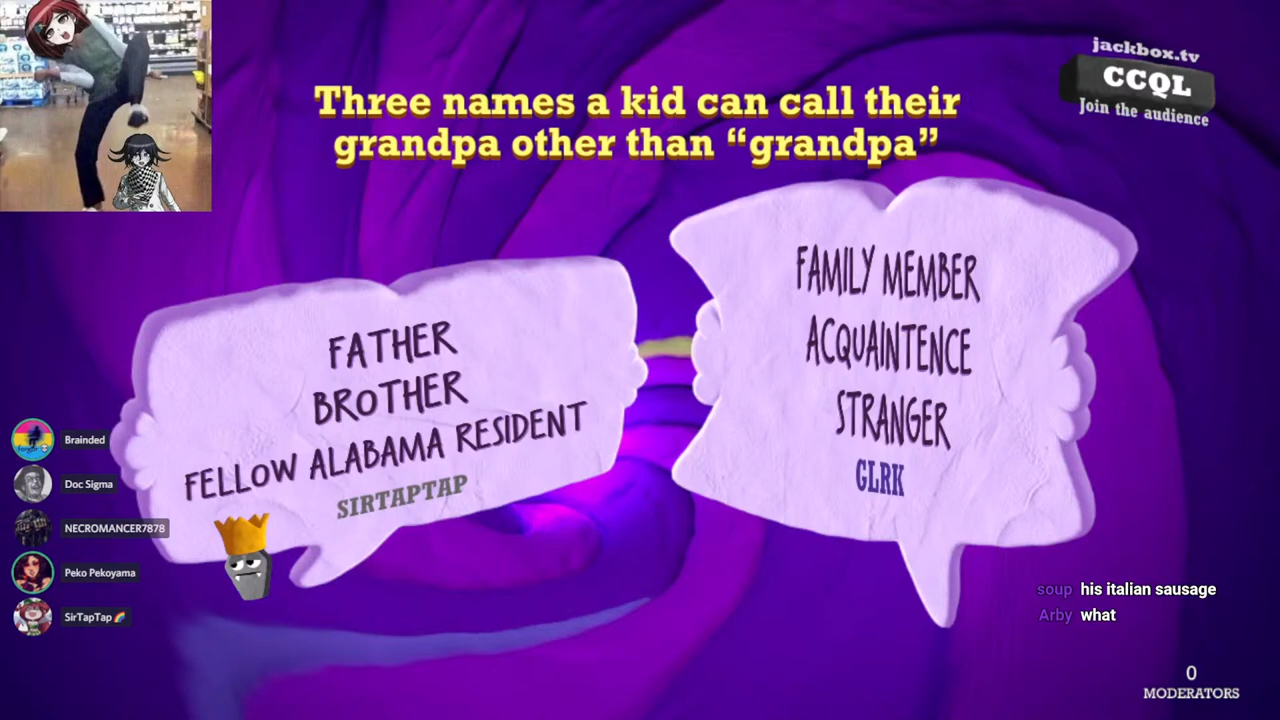 jackbox.tv
CCQL
Join the audience
Three names a kid can call their
grandpa other than “grandpa”
FATHER
BROTHER
FELLOW ALABAMA RESIDENT
SIRTAPTAP
FAMILY MEMBER
ACQUAINTENCE
STRANGER
GLRK
Brainded
Doc Sigma
NECROMANCER7878
Peko Pekoyama
SirTapTap🌈
soup his italian sausage
Arby what
0
MODERATORS